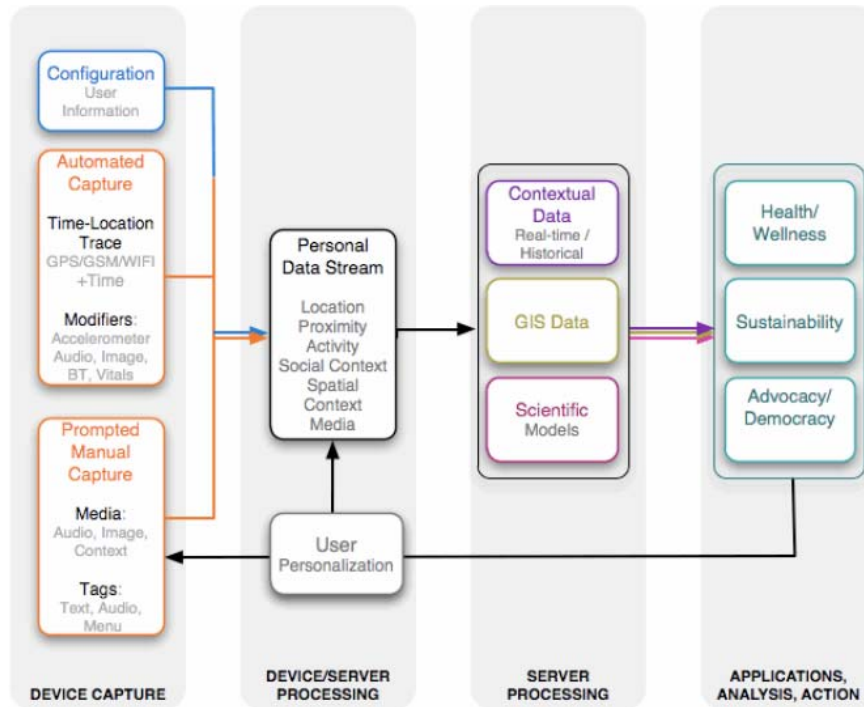 Configuration
User
Information
Automated
Capture
Time-Location
Trace
GPS/GSM/WIFI
+Time
Modifiers:
Accelerometer
Audio, Image,
BT, Vitals
Prompted
Manual
Capture
Media:
Audio, Image,
Context
Tags:
Text, Audio,
Menu
DEVICE CAPTURE
Personal
Data Stream
Location
Proximity
Activity
Social Context
Spatial
Context
Media
User
Personalization
DEVICE/SERVER
PROCESSING
Contextual
Data
Real-time /
Historical
GIS Data
Scientific
Models
SERVER
PROCESSING
Health/
Wellness
Sustainability
Advocacy/
Democracy
APPLICATIONS,
ANALYSIS, ACTION